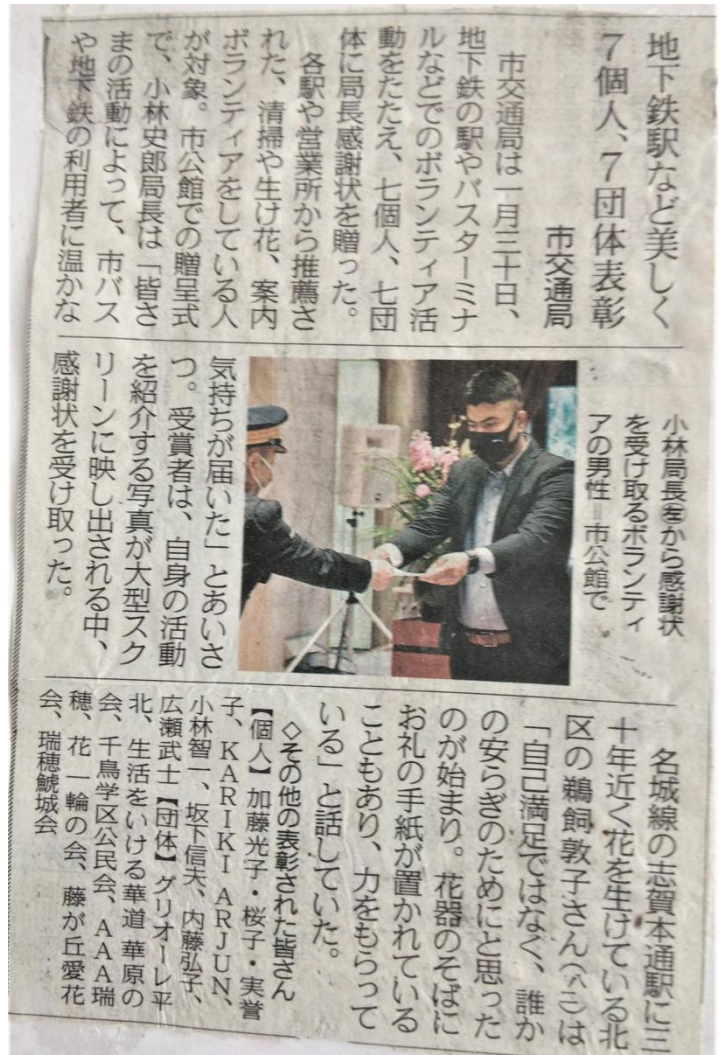 地下鉄駅など美しく
7個人、7団体表彰
市交通局
市交通局は一月三十日、
地下鉄の駅やバスターミナ
ルなどでのボランティア活
動をたたえ、七個人、七団
体に局長感謝状を贈った。
各駅や営業所から推薦さ
れた、清掃や生け花、案内
ボランティアをしている人
が対象。市公館での贈呈式
で、小林史郎局長は「皆さ
まの活動によって、市バス
や地下鉄の利用者に温かな
小林局長㊧から感謝状
を受け取るボランティ
アの男性=市公館で
気持ちが届いた」とあいさ
つ。受賞者は、自身の活動
を紹介する写真が大型スク
リーンに映し出される中、
感謝状を受け取った。
名城線の志賀本通駅に三
十年近く花を生けている北
区の鵜飼敦子さん(八二)は
「自己満足ではなく、誰か
の安らぎのためにと思った
のが始まり。花器のそばに
お礼の手紙が置かれている
こともあり、力をもらって
いる」と話していた。
◇その他の表彰された皆さん
【個人】加藤光子・桜子・実誉
子、KARIKI ARJUN、
小林智一、坂下信夫、内藤弘子、
広瀬武士【団体】グリオーレ平
北、生活をいける華道 華原の
会、千鳥学区公民会、AAA瑞
穂、花一輪の会、藤が丘愛花
会、瑞穂鯱城会